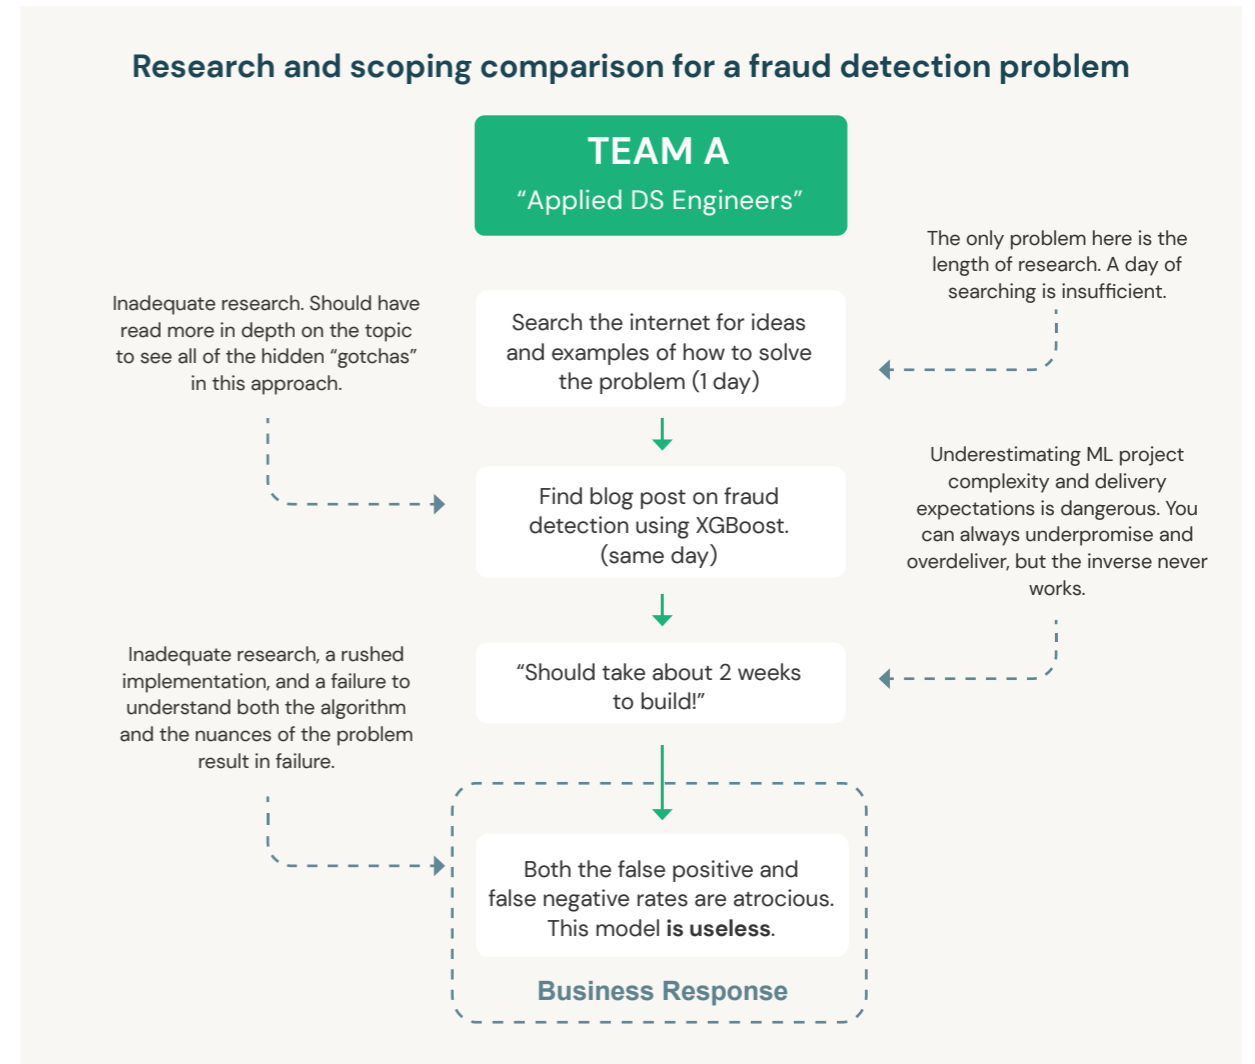 Research and scoping comparison for a fraud detection problem
TEAM A
“Applied DS Engineers”
The only problem here is the
length of research. A day of
searching is insufficient.
Inadequate research. Should have
read more in depth on the topic
to see all of the hidden “gotchas”
in this approach.
Search the internet for ideas
and examples of how to solve
the problem (1 day)
Find blog post on fraud
detection using XGBoost.
(same day)
Underestimating ML project
complexity and delivery
expectations is dangerous. You
can always underpromise and
overdeliver, but the inverse never
works.
“Should take about 2 weeks
to build!”
Inadequate research, a rushed
implementation, and a failure to
understand both the algorithm
and the nuances of the problem
result in failure.
Both the false positive and
false negative rates are atrocious.
This model is useless.
Business Response